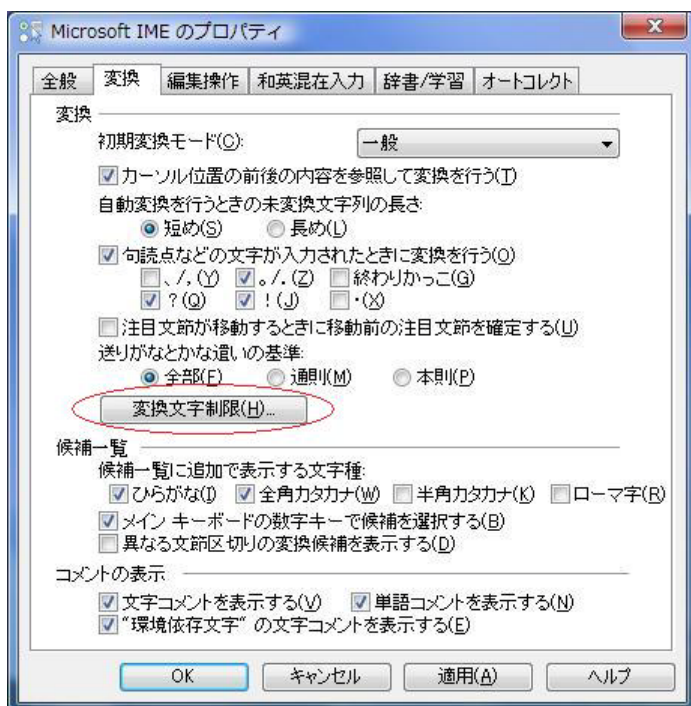 Microsoft IME のプロパティ
全般 変換 編集操作 和英混在入力 辞書/学習 オートコレクト
変換
初期変換モード(C): 一般
カーソル位置の前後の内容を参照して変換を行う(T)
自動変換を行うときの未変換文字列の長さ:
短め(S) 長め(L)
句読点などの文字が入力されたときに変換を行う(O)
、/,(Y) 。/.(Z) 終わりかっこ(G)
?(Q) !(J) ・(X)
注目文節が移動するときに移動前の注目文節を確定する(U)
送りがなとかな遣いの基準:
全部(F) 通則(M) 本則(P)
変換文字制限(H)...
候補一覧
候補一覧に追加で表示する文字種:
ひらがな(I) 全角カタカナ(W) 半角カタカナ(K) ローマ字(R)
メイン キーボードの数字キーで候補を選択する(B)
異なる文節区切りの変換候補を表示する(D)
コメントの表示
文字コメントを表示する(V) 単語コメントを表示する(N)
"環境依存文字" の文字コメントを表示する(E)
OK キャンセル 適用(A) ヘルプ